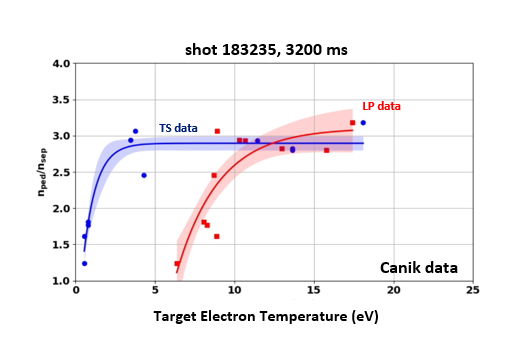 shot 183235, 3200 ms
4.0
3.5
3.0
2.5
2.0
1.5
1.0
nped/nsep
TS data
LP data
Canik data
0
5
10
15
20
25
Target Electron Temperature (eV)